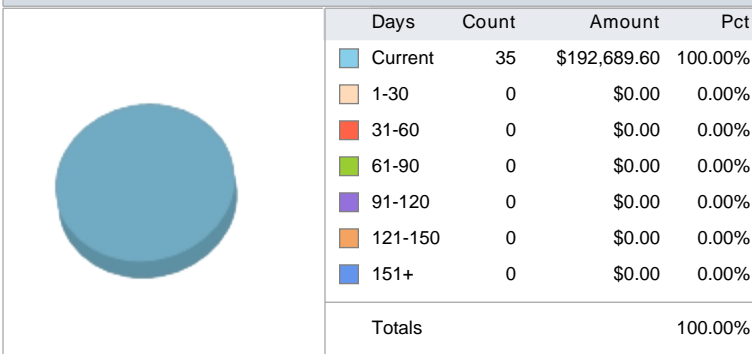 Days Count Amount Pct
Current 35 $192,689.60 100.00%
1-30 0 $0.00 0.00%
31-60 0 $0.00 0.00%
61-90 0 $0.00 0.00%
91-120 0 $0.00 0.00%
121-150 0 $0.00 0.00%
151+ 0 $0.00 0.00%
Totals 100.00%